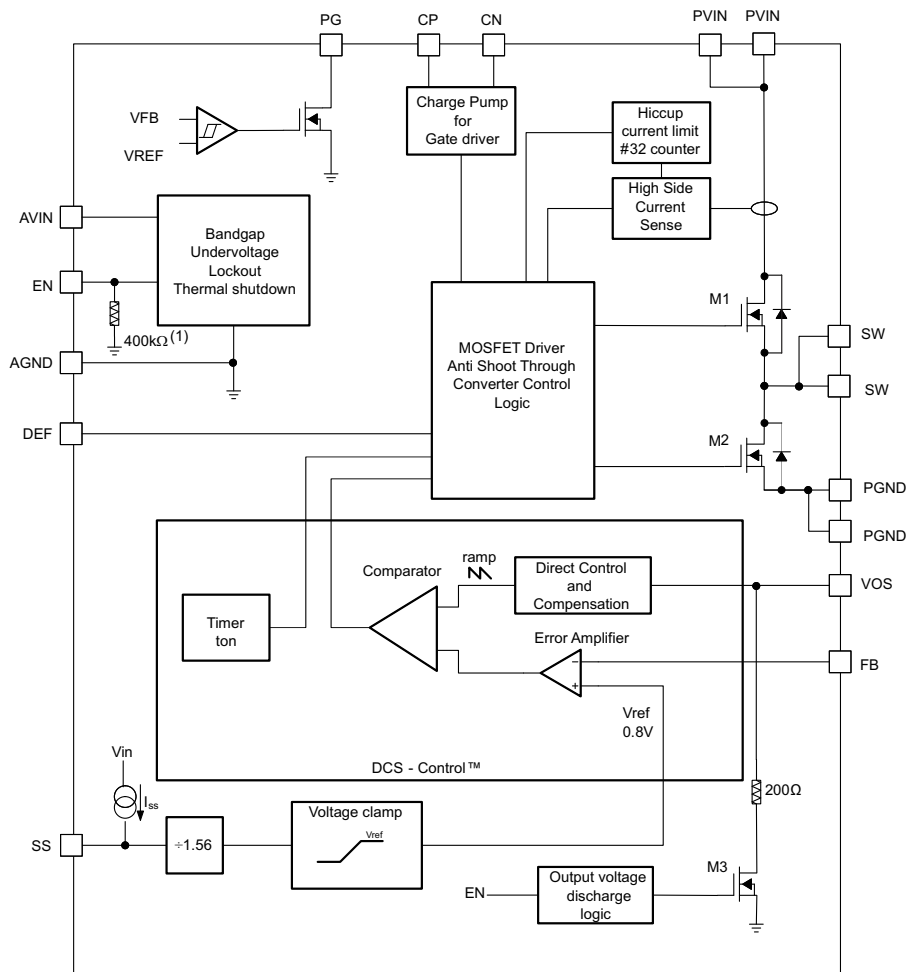 PG
CP
CN
PVIN
PVIN
VFB
VREF
Charge Pump
for
Gate driver
Hiccup
current limit
#32 counter
High Side
Current
Sense
AVIN
Bandgap
Undervoltage
Lockout
Thermal shutdown
EN
400kΩ(1)
AGND
DEF
MOSFET Driver
Anti Shoot Through
Converter Control
Logic
M1
SW
SW
M2
PGND
PGND
Comparator
ramp
Direct Control
and
Compensation
VOS
Timer
ton
Error Amplifier
−
+
FB
Vref
0.8V
DCS - Control™
Vin
Iss
SS
÷1.56
Voltage clamp
Vref
200Ω
EN
Output voltage
discharge
logic
M3